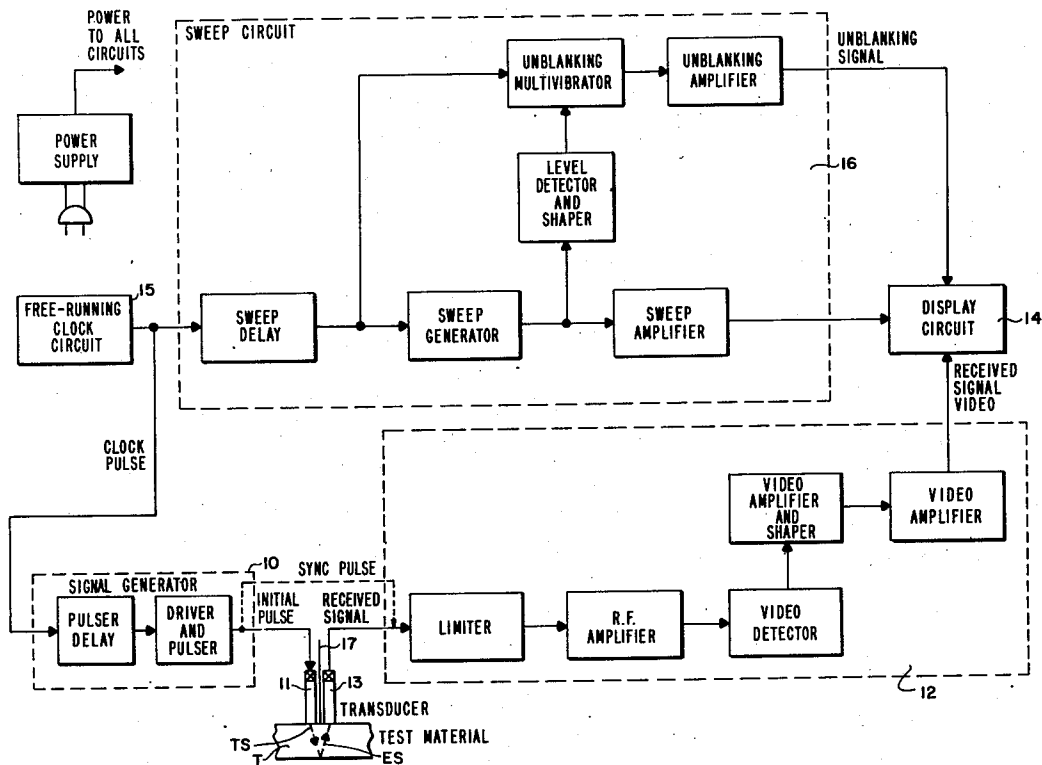 POWER
TO ALL
CIRCUITS
POWER
SUPPLY
SWEEP CIRCUIT
UNBLANKING
MULTIVIBRATOR
UNBLANKING
AMPLIFIER
UNBLANKING
SIGNAL
LEVEL
DETECTOR
AND
SHAPER
16
FREE-RUNNING
CLOCK
CIRCUIT
15
SWEEP
DELAY
SWEEP
GENERATOR
SWEEP
AMPLIFIER
DISPLAY
CIRCUIT
14
RECEIVED
SIGNAL
VIDEO
CLOCK
PULSE
VIDEO
AMPLIFIER
AND
SHAPER
VIDEO
AMPLIFIER
10
SIGNAL GENERATOR
PULSER
DELAY
DRIVER
AND
PULSER
SYNC PULSE
INITIAL
PULSE
RECEIVED
SIGNAL
17
LIMITER
R.F.
AMPLIFIER
VIDEO
DETECTOR
12
11
13
TRANSDUCER
TEST MATERIAL
TS
T
ES